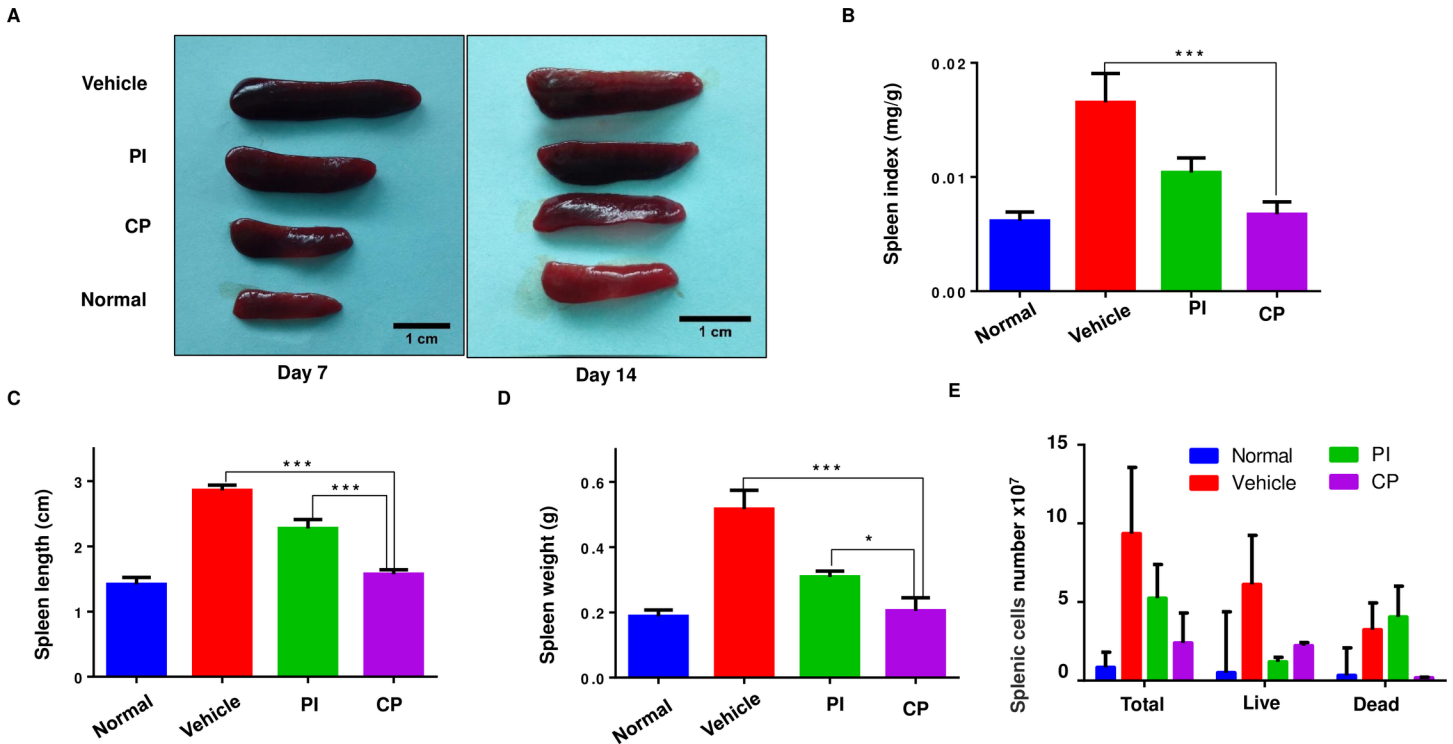 A
Vehicle
PI
CP
Normal
1 cm
1 cm
Day 7
Day 14
B
***
Spleen index (mg/g)
0.02
0.01
0.00
Normal
Vehicle
PI
CP
C
***
***
Spleen length (cm)
3
2
1
0
Normal
Vehicle
PI
CP
D
***
*
Spleen weight (g)
0.6
0.4
0.2
0.0
Normal
Vehicle
PI
CP
E
Splenic cells number x10⁷
15
10
5
0
Normal
Vehicle
PI
CP
Total
Live
Dead